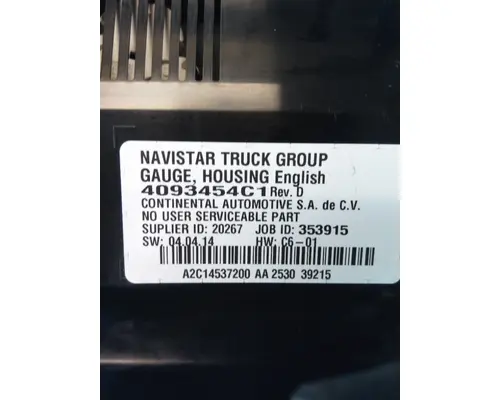 NAVISTAR TRUCK GROUP
GAUGE, HOUSING English
4093454C1 Rev. D
CONTINENTAL AUTOMOTIVE S.A. de C.V.
NO USER SERVICEABLE PART
SUPLIER ID: 20267 JOB ID: 353915
SW: 04.04.14 HW: C6-01
A2C14537200 AA 2530 39215